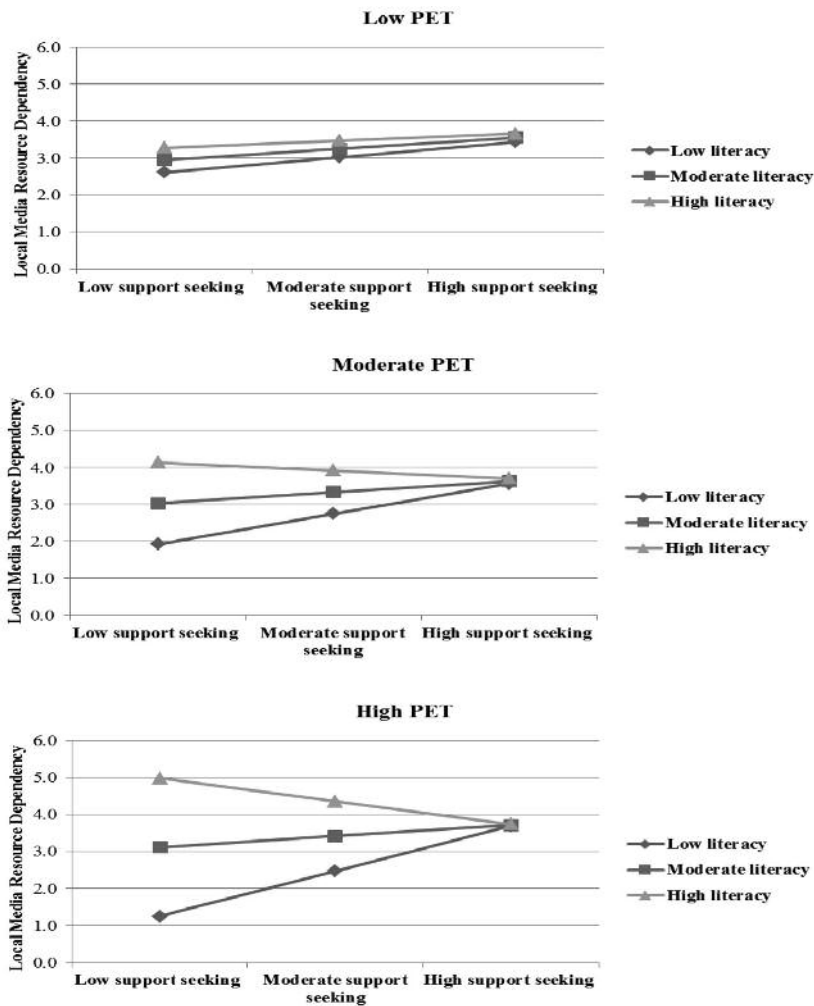 Low PET
Local Media Resource Dependency
6.0
5.0
4.0
3.0
2.0
1.0
0.0
Low support seeking
Moderate support
seeking
High support seeking
Low literacy
Moderate literacy
High literacy
Moderate PET
Local Media Resource Dependency
6.0
5.0
4.0
3.0
2.0
1.0
0.0
Low support seeking
Moderate support
seeking
High support seeking
Low literacy
Moderate literacy
High literacy
High PET
Local Media Resource Dependency
6.0
5.0
4.0
3.0
2.0
1.0
0.0
Low support seeking
Moderate support
seeking
High support seeking
Low literacy
Moderate literacy
High literacy